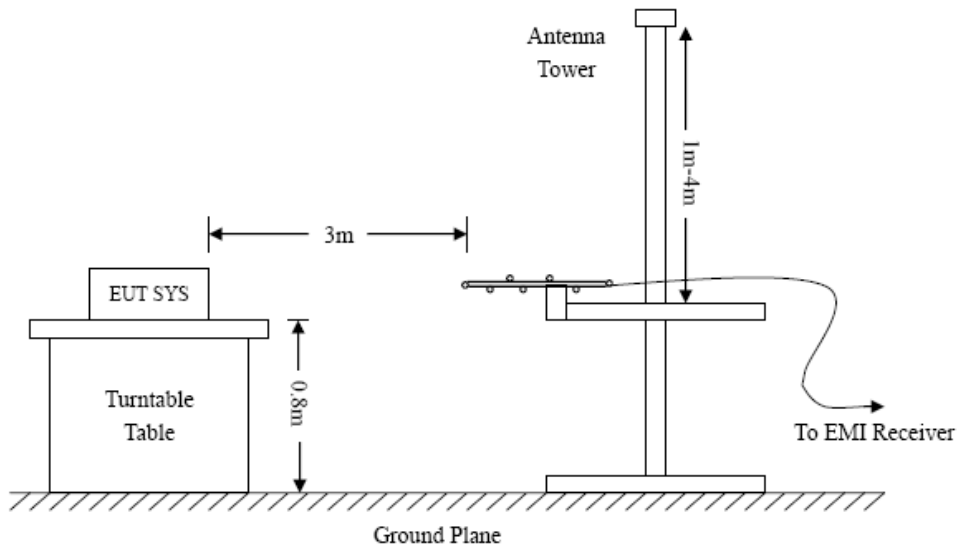 Antenna
Tower
1m-4m
3m
EUT SYS
Turntable
Table
0.8m
To EMI Receiver
Ground Plane